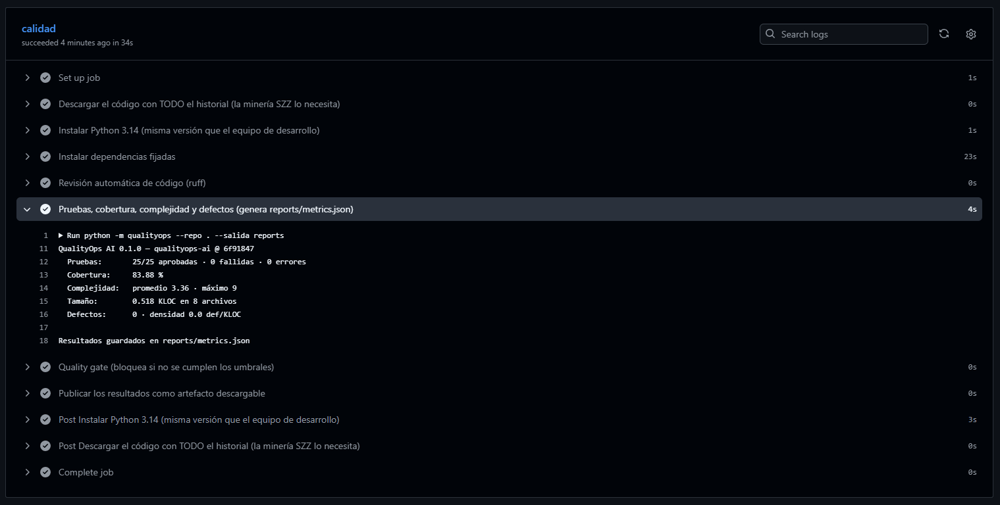 calidad
succeeded 4 minutes ago in 34s
Search logs
Set up job 1s
Descargar el código con TODO el historial (la minería SZZ lo necesita) 0s
Instalar Python 3.14 (misma versión que el equipo de desarrollo) 1s
Instalar dependencias fijadas 23s
Revisión automática de código (ruff) 0s
Pruebas, cobertura, complejidad y defectos (genera reports/metrics.json) 4s
1 Run python -m qualityops --repo . --salida reports
11 QualityOps AI 0.1.0 — qualityops-ai @ 6f91847
12 Pruebas: 25/25 aprobadas · 0 fallidas · 0 errores
13 Cobertura: 83.88 %
14 Complejidad: promedio 3.36 · máximo 9
15 Tamaño: 0.518 KLOC en 8 archivos
16 Defectos: 0 · densidad 0.0 def/KLOC
17
18 Resultados guardados en reports/metrics.json
Quality gate (bloquea si no se cumplen los umbrales) 0s
Publicar los resultados como artefacto descargable 0s
Post Instalar Python 3.14 (misma versión que el equipo de desarrollo) 3s
Post Descargar el código con TODO el historial (la minería SZZ lo necesita) 0s
Complete job 0s